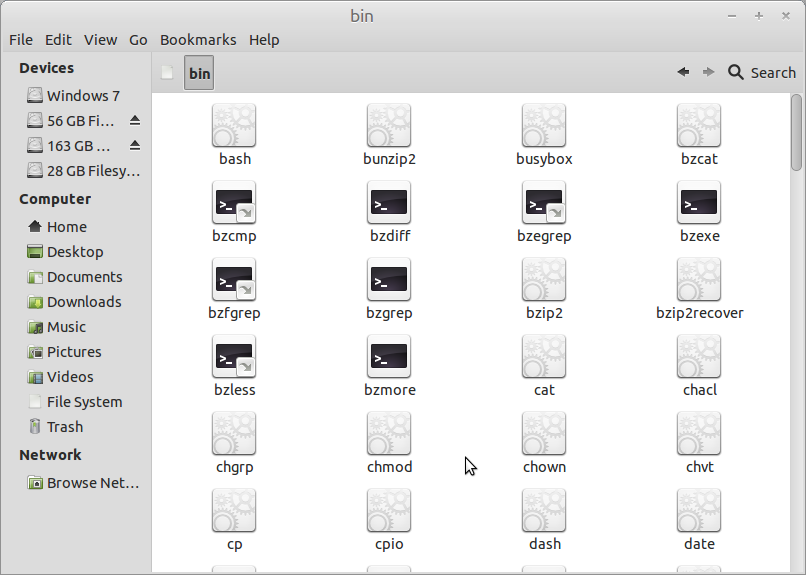 bin
File Edit View Go Bookmarks Help
Devices
Windows 7
56 GB Fi...
163 GB ...
28 GB Filesy...
Computer
Home
Desktop
Documents
Downloads
Music
Pictures
Videos
File System
Trash
Network
Browse Net...
bin
Search
bash bunzip2 busybox bzcat
>_ >_ >_ >_
bzcmp bzdiff bzegrep bzexe
>_ >_
bzfgrep bzgrep bzip2 bzip2recover
>_ >_
bzless bzmore cat chacl
chgrp chmod chown chvt
cp cpio dash date